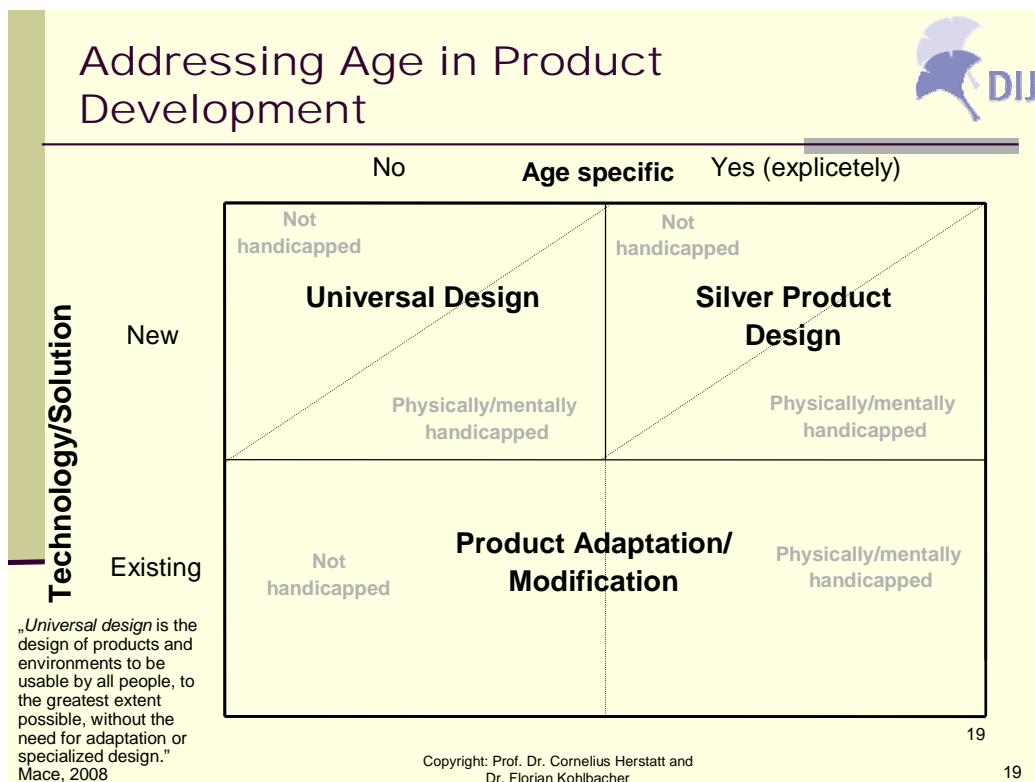 Addressing Age in Product
Development
DIJ
No
Age specific
Yes (explicetely)
Technology/Solution
New
Not
handicapped
Universal Design
Physically/mentally
handicapped
Not
handicapped
Silver Product
Design
Physically/mentally
handicapped
Existing
Not
handicapped
Product Adaptation/
Modification
Physically/mentally
handicapped
„Universal design is the
design of products and
environments to be
usable by all people, to
the greatest extent
possible, without the
need for adaptation or
specialized design.”
Mace, 2008
19
Copyright: Prof. Dr. Cornelius Herstatt and
Dr. Florian Kohlbacher
19